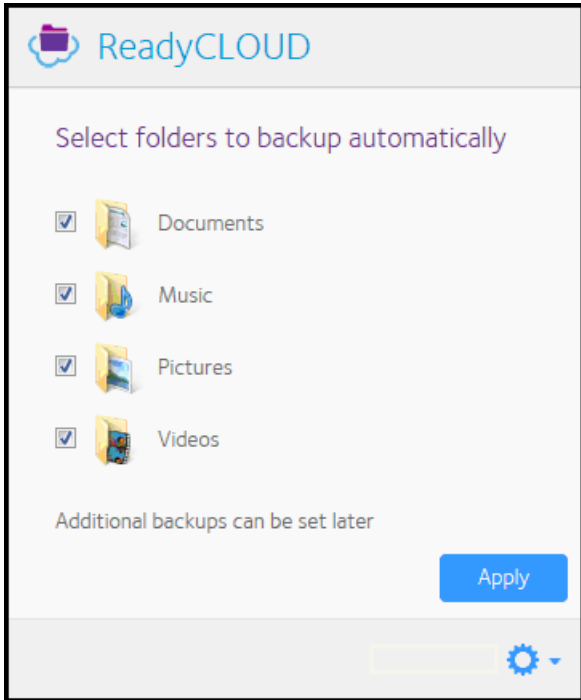 ReadyCLOUD
Select folders to backup automatically
Documents
Music
Pictures
Videos
Additional backups can be set later
Apply